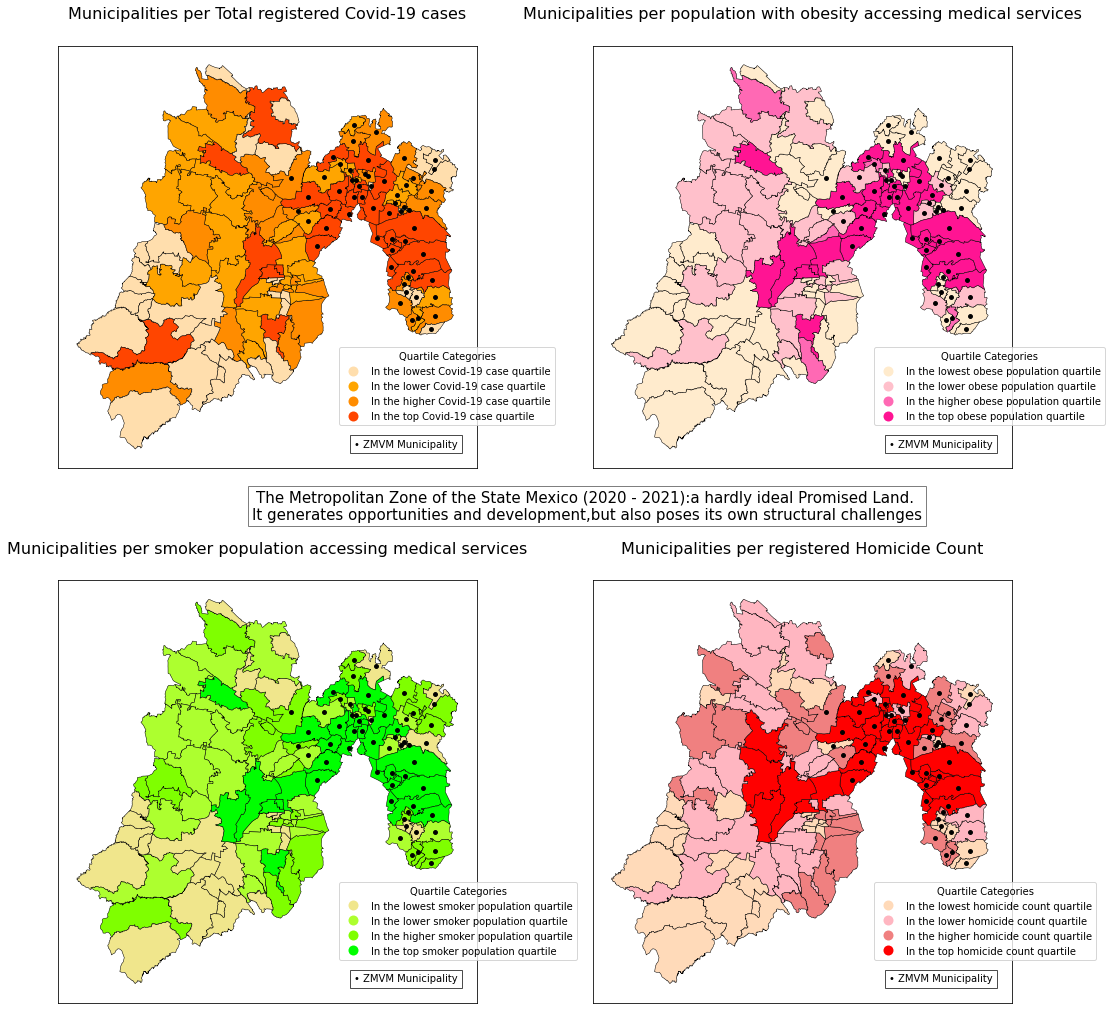 Municipalities per Total registered Covid-19 cases
Municipalities per population with obesity accessing medical services
Quartile Categories
In the lowest Covid-19 case quartile
In the lower Covid-19 case quartile
In the higher Covid-19 case quartile
In the top Covid-19 case quartile
• ZMVM Municipality
Quartile Categories
In the lowest obese population quartile
In the lower obese population quartile
In the higher obese population quartile
In the top obese population quartile
• ZMVM Municipality
The Metropolitan Zone of the State Mexico (2020 - 2021):a hardly ideal Promised Land.
It generates opportunities and development,but also poses its own structural challenges
Municipalities per smoker population accessing medical services
Municipalities per registered Homicide Count
Quartile Categories
In the lowest smoker population quartile
In the lower smoker population quartile
In the higher smoker population quartile
In the top smoker population quartile
• ZMVM Municipality
Quartile Categories
In the lowest homicide count quartile
In the lower homicide count quartile
In the higher homicide count quartile
In the top homicide count quartile
• ZMVM Municipality